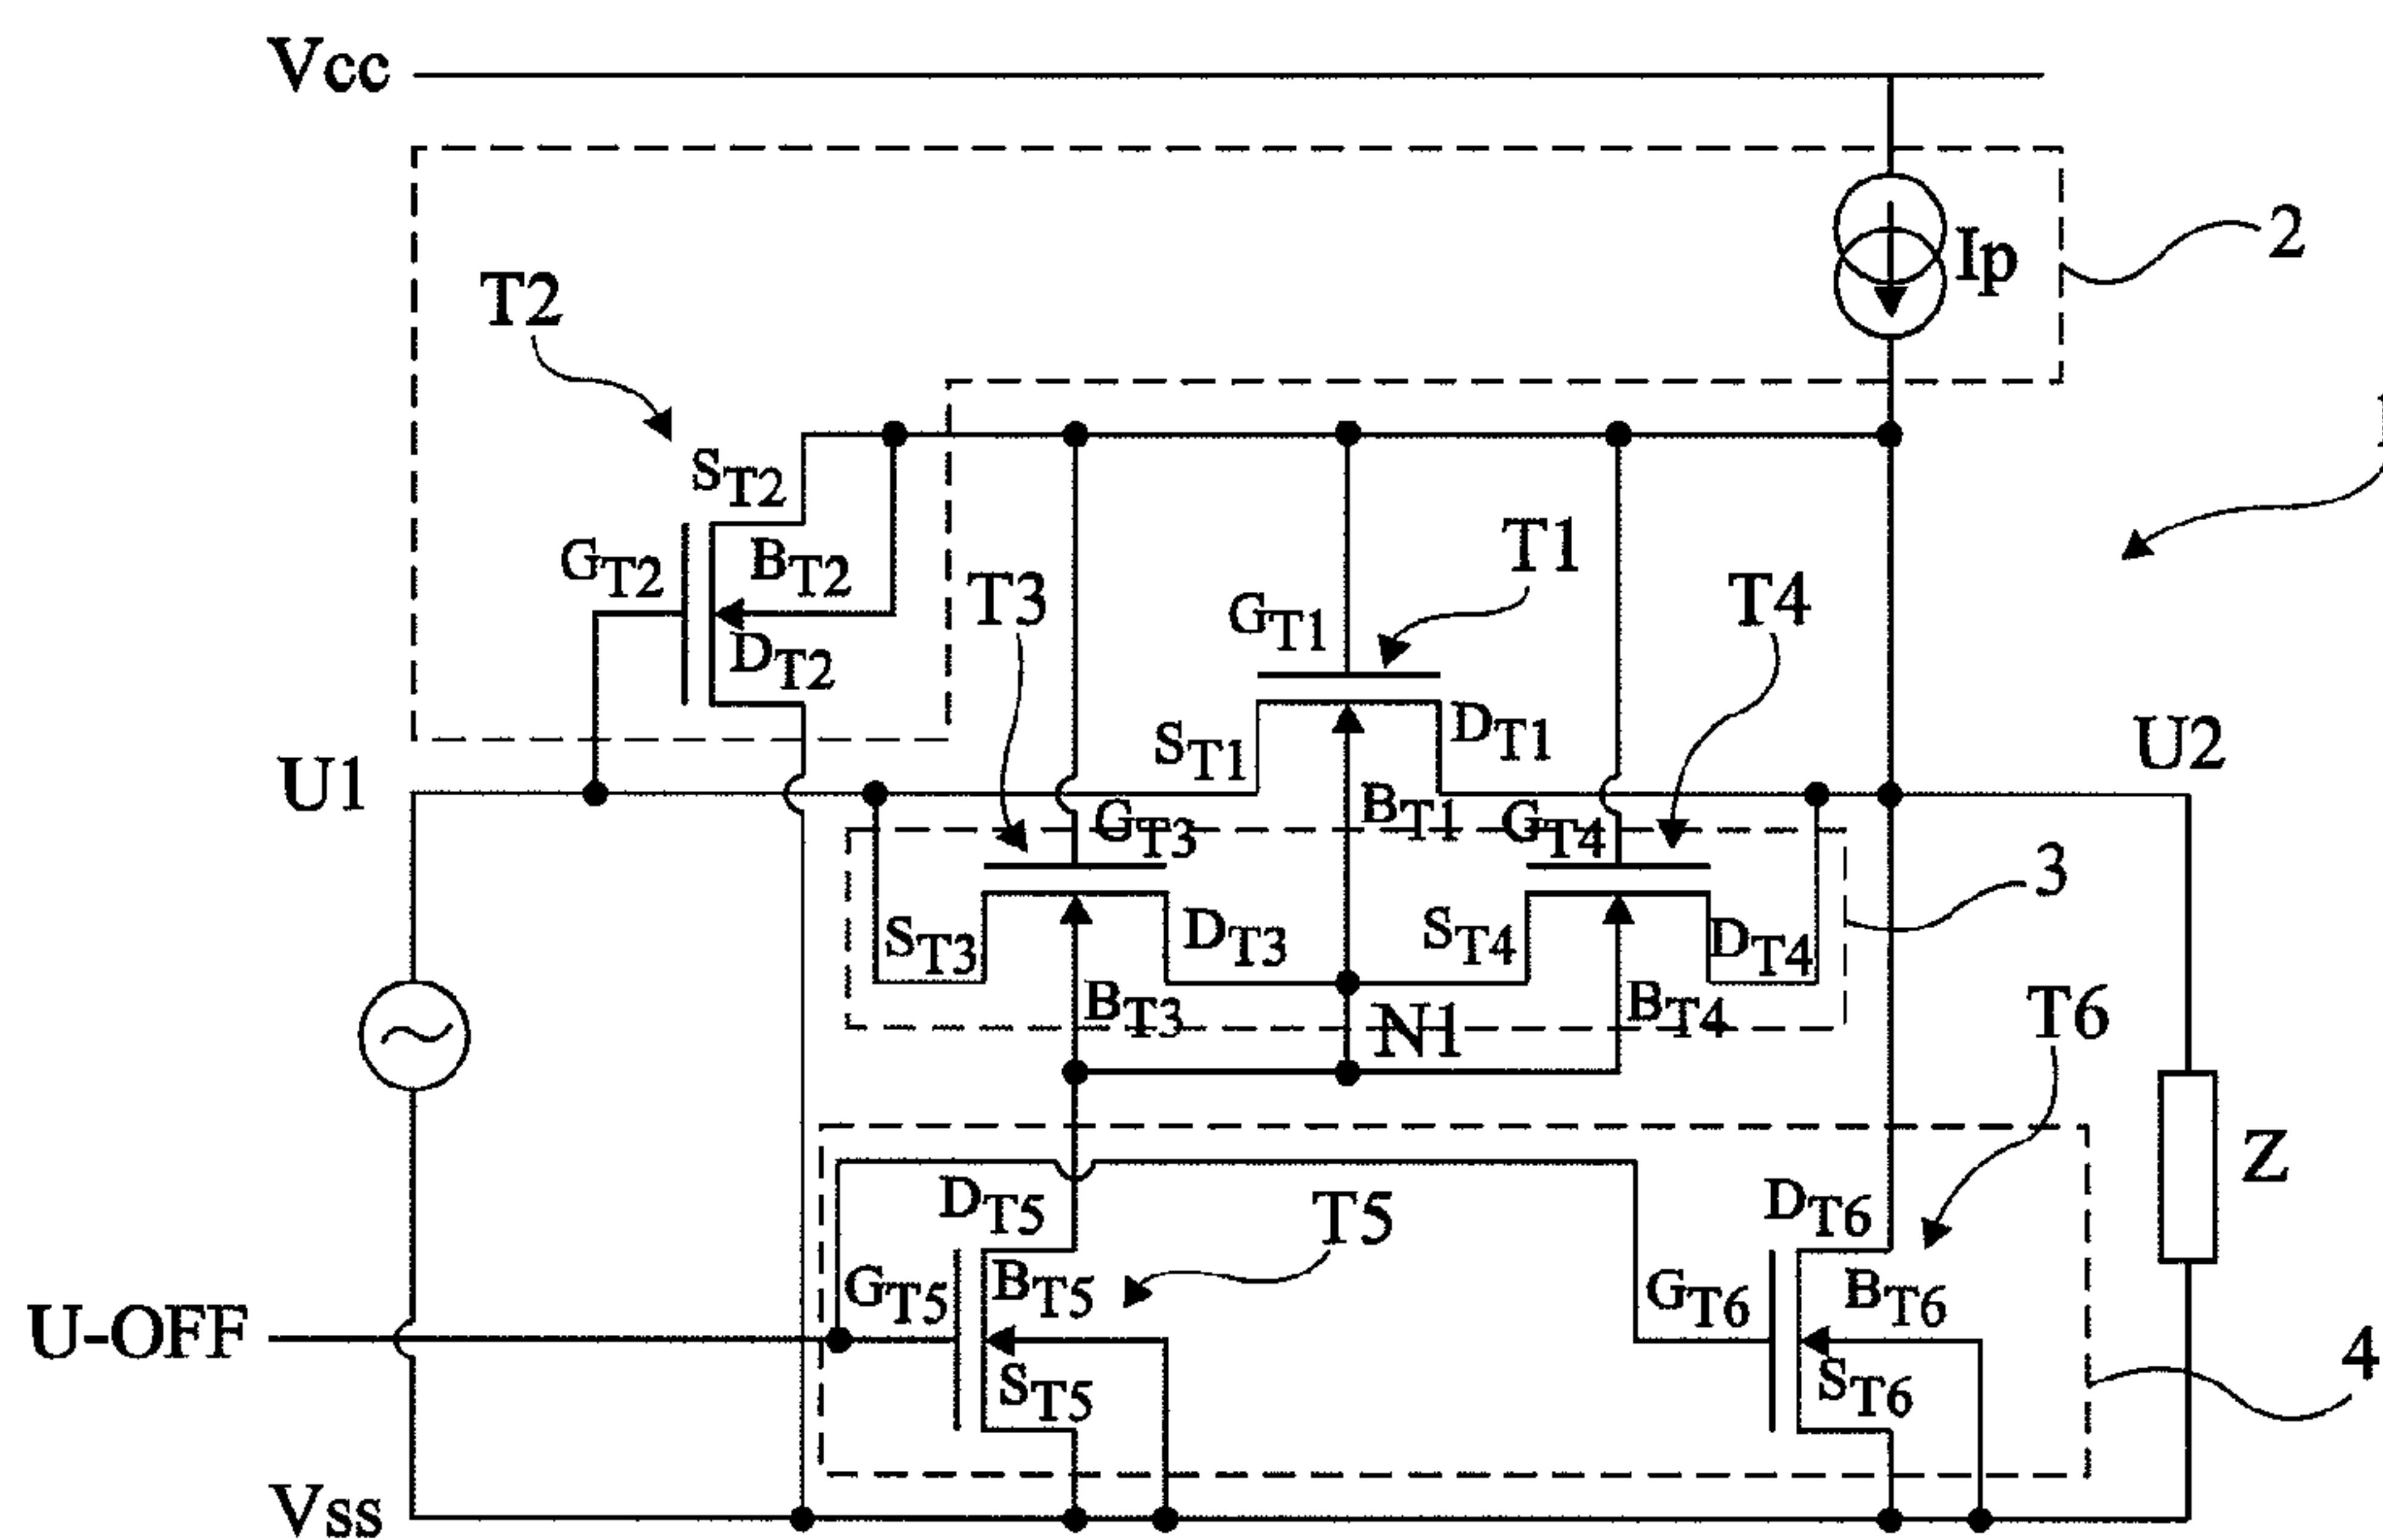 Vcc
Ip
2
T2
1
ST2
GT2
BT2
DT2
T3
T1
T4
GT1
ST1
DT1
U1
U2
BT1
GT3
GT4
3
ST3
DT3
ST4
DT4
BT3
N1
BT4
T6
Z
DT5
T5
DT6
GT5
BT5
GT6
BT6
U-OFF
ST5
ST6
4
Vss